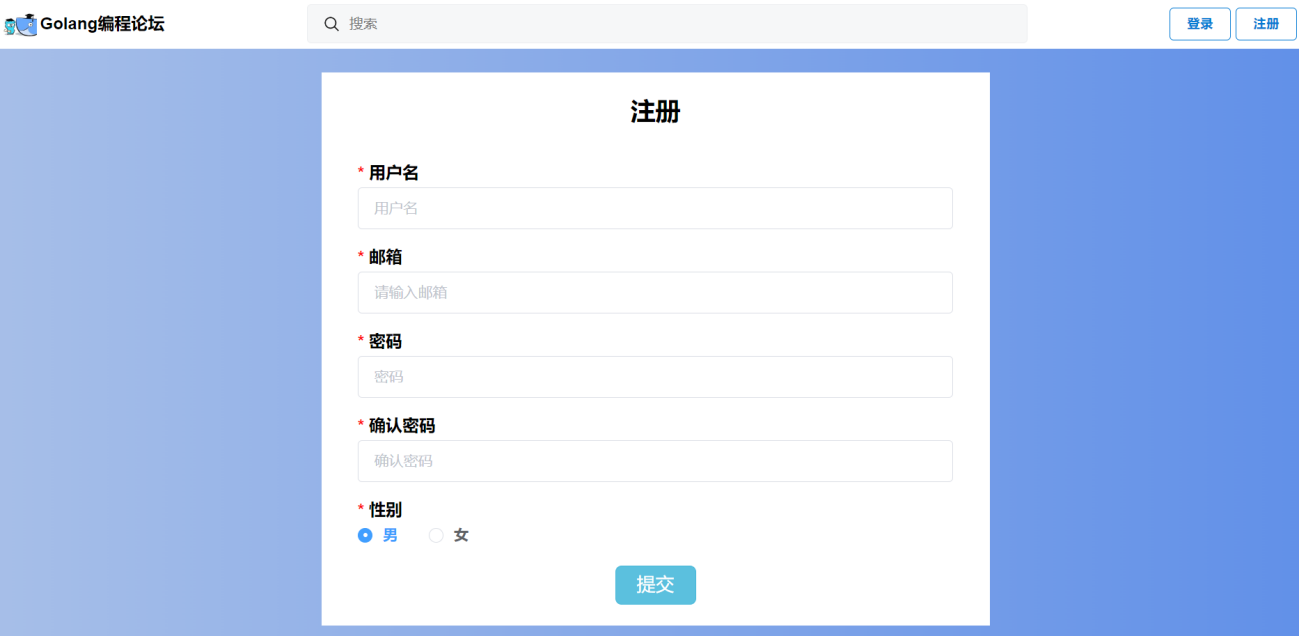 Golang编程论坛
搜索
登录
注册
注册
* 用户名
用户名
* 邮箱
请输入邮箱
* 密码
密码
* 确认密码
确认密码
* 性别
男
女
提交